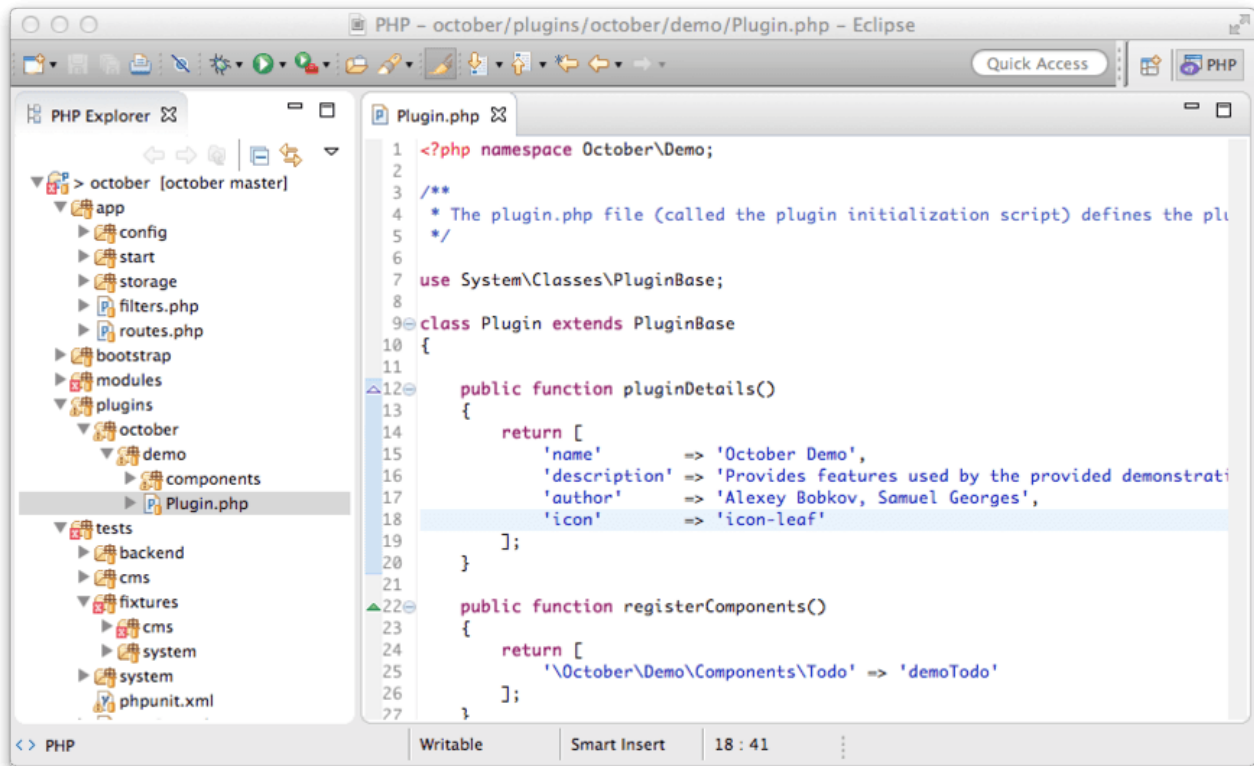 PHP – october/plugins/october/demo/Plugin.php – Eclipse
Quick Access
PHP
PHP Explorer
> october [october master]
app
config
start
storage
filters.php
routes.php
bootstrap
modules
plugins
october
demo
components
Plugin.php
tests
backend
cms
fixtures
cms
system
system
phpunit.xml
Plugin.php
1 <?php namespace October\Demo;
2
3 /**
4 * The plugin.php file (called the plugin initialization script) defines the plu
5 */
6
7 use System\Classes\PluginBase;
8
9 class Plugin extends PluginBase
10 {
11
12 public function pluginDetails()
13 {
14 return [
15 'name' => 'October Demo',
16 'description' => 'Provides features used by the provided demonstrati
17 'author' => 'Alexey Bobkov, Samuel Georges',
18 'icon' => 'icon-leaf'
19 ];
20 }
21
22 public function registerComponents()
23 {
24 return [
25 '\October\Demo\Components\Todo' => 'demoTodo'
26 ];
27 }
<> PHP
Writable
Smart Insert
18 : 41